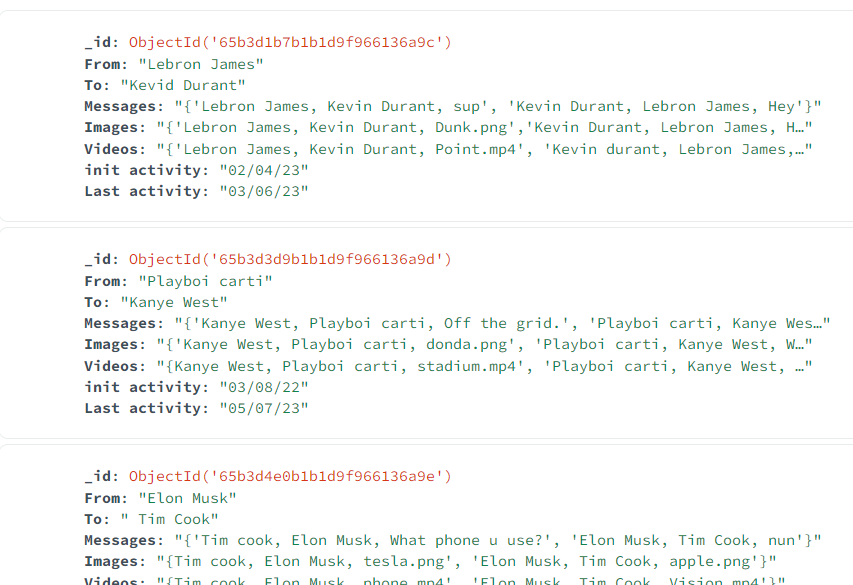 _id: ObjectId('65b3d1b7b1b1d9f966136a9c')
From: "Lebron James"
To: "Kevid Durant"
Messages: "{'Lebron James, Kevin Durant, sup', 'Kevin Durant, Lebron James, Hey'}"
Images: "{'Lebron James, Kevin Durant, Dunk.png','Kevin Durant, Lebron James, H…"
Videos: "{'Lebron James, Kevin Durant, Point.mp4', 'Kevin durant, Lebron James,…"
init activity: "02/04/23"
Last activity: "03/06/23"
_id: ObjectId('65b3d3d9b1b1d9f966136a9d')
From: "Playboi carti"
To: "Kanye West"
Messages: "{'Kanye West, Playboi carti, Off the grid.', 'Playboi carti, Kanye Wes…"
Images: "{'Kanye West, Playboi carti, donda.png', 'Playboi carti, Kanye West, W…"
Videos: "{Kanye West, Playboi carti, stadium.mp4', 'Playboi carti, Kanye West, …"
init activity: "03/08/22"
Last activity: "05/07/23"
_id: ObjectId('65b3d4e0b1b1d9f966136a9e')
From: "Elon Musk"
To: " Tim Cook"
Messages: "{'Tim cook, Elon Musk, What phone u use?', 'Elon Musk, Tim Cook, nun'}"
Images: "{Tim cook, Elon Musk, tesla.png', 'Elon Musk, Tim Cook, apple.png'}"
Videos: "{Tim cook, Elon Musk, phone.mp4', 'Elon Musk, Tim Cook, Vision.mp4'}"